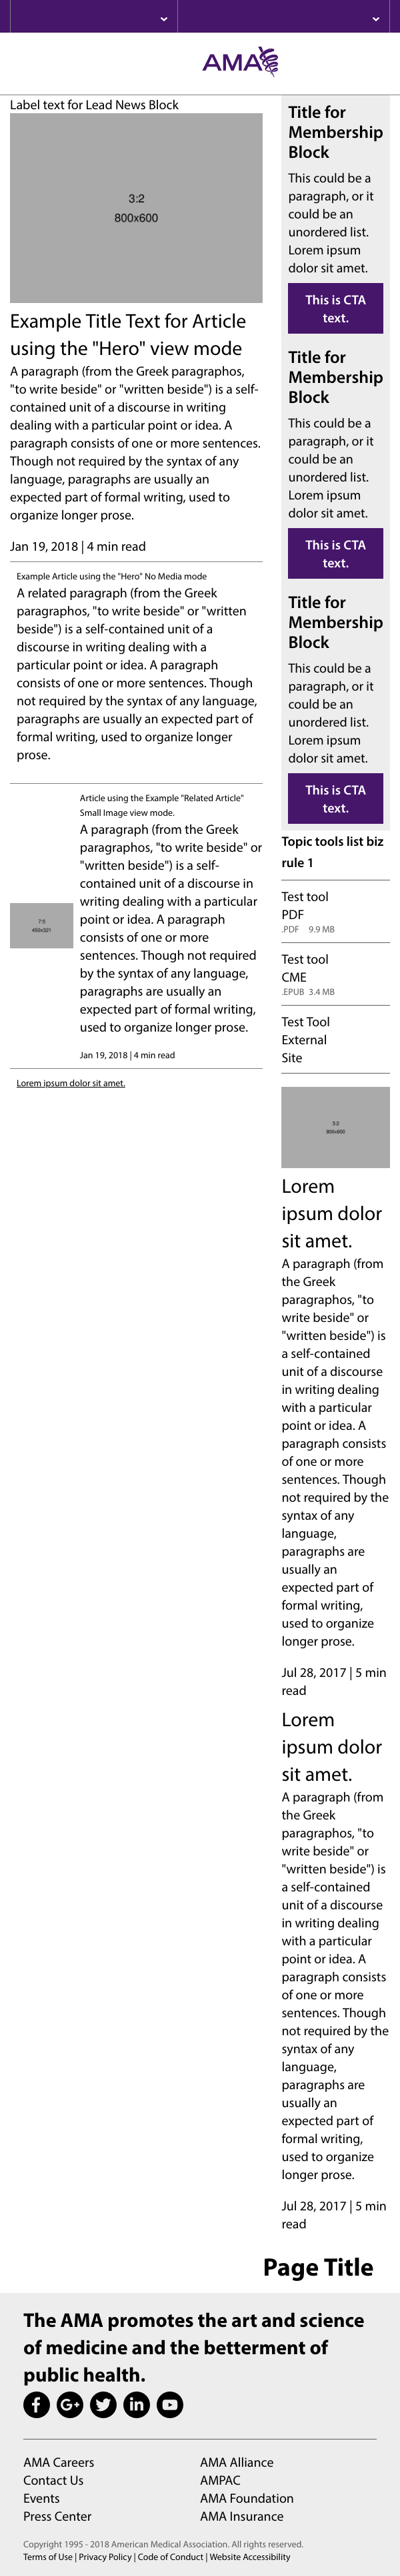 AMA
Label text for Lead News Block
3:2
800x600
Example Title Text for Article
using the "Hero" view mode
A paragraph (from the Greek paragraphos,
"to write beside" or "written beside") is a self-
contained unit of a discourse in writing
dealing with a particular point or idea. A
paragraph consists of one or more sentences.
Though not required by the syntax of any
language, paragraphs are usually an
expected part of formal writing, used to
organize longer prose.
Jan 19, 2018 | 4 min read
Example Article using the "Hero" No Media mode
A related paragraph (from the Greek
paragraphos, "to write beside" or "written
beside") is a self-contained unit of a
discourse in writing dealing with a
particular point or idea. A paragraph
consists of one or more sentences. Though
not required by the syntax of any language,
paragraphs are usually an expected part of
formal writing, used to organize longer
prose.
Article using the Example "Related Article"
Small Image view mode.
7:5
450x321
A paragraph (from the Greek
paragraphos, "to write beside" or
"written beside") is a self-
contained unit of a discourse in
writing dealing with a particular
point or idea. A paragraph
consists of one or more
sentences. Though not required
by the syntax of any language,
paragraphs are usually an
expected part of formal writing,
used to organize longer prose.
Jan 19, 2018 | 4 min read
Lorem ipsum dolor sit amet.
Title for
Membership
Block
This could be a
paragraph, or it
could be an
unordered list.
Lorem ipsum
dolor sit amet.
This is CTA
text.
Title for
Membership
Block
This could be a
paragraph, or it
could be an
unordered list.
Lorem ipsum
dolor sit amet.
This is CTA
text.
Title for
Membership
Block
This could be a
paragraph, or it
could be an
unordered list.
Lorem ipsum
dolor sit amet.
This is CTA
text.
Topic tools list biz
rule 1
Test tool
PDF
.PDF 9.9 MB
Test tool
CME
.EPUB 3.4 MB
Test Tool
External
Site
3:2
800x600
Lorem
ipsum dolor
sit amet.
A paragraph (from
the Greek
paragraphos, "to
write beside" or
"written beside") is
a self-contained
unit of a discourse
in writing dealing
with a particular
point or idea. A
paragraph consists
of one or more
sentences. Though
not required by the
syntax of any
language,
paragraphs are
usually an
expected part of
formal writing,
used to organize
longer prose.
Jul 28, 2017 | 5 min
read
Lorem
ipsum dolor
sit amet.
A paragraph (from
the Greek
paragraphos, "to
write beside" or
"written beside") is
a self-contained
unit of a discourse
in writing dealing
with a particular
point or idea. A
paragraph consists
of one or more
sentences. Though
not required by the
syntax of any
language,
paragraphs are
usually an
expected part of
formal writing,
used to organize
longer prose.
Jul 28, 2017 | 5 min
read
Page Title
The AMA promotes the art and science
of medicine and the betterment of
public health.
AMA Careers
Contact Us
Events
Press Center
AMA Alliance
AMPAC
AMA Foundation
AMA Insurance
Copyright 1995 - 2018 American Medical Association. All rights reserved.
Terms of Use | Privacy Policy | Code of Conduct | Website Accessibility